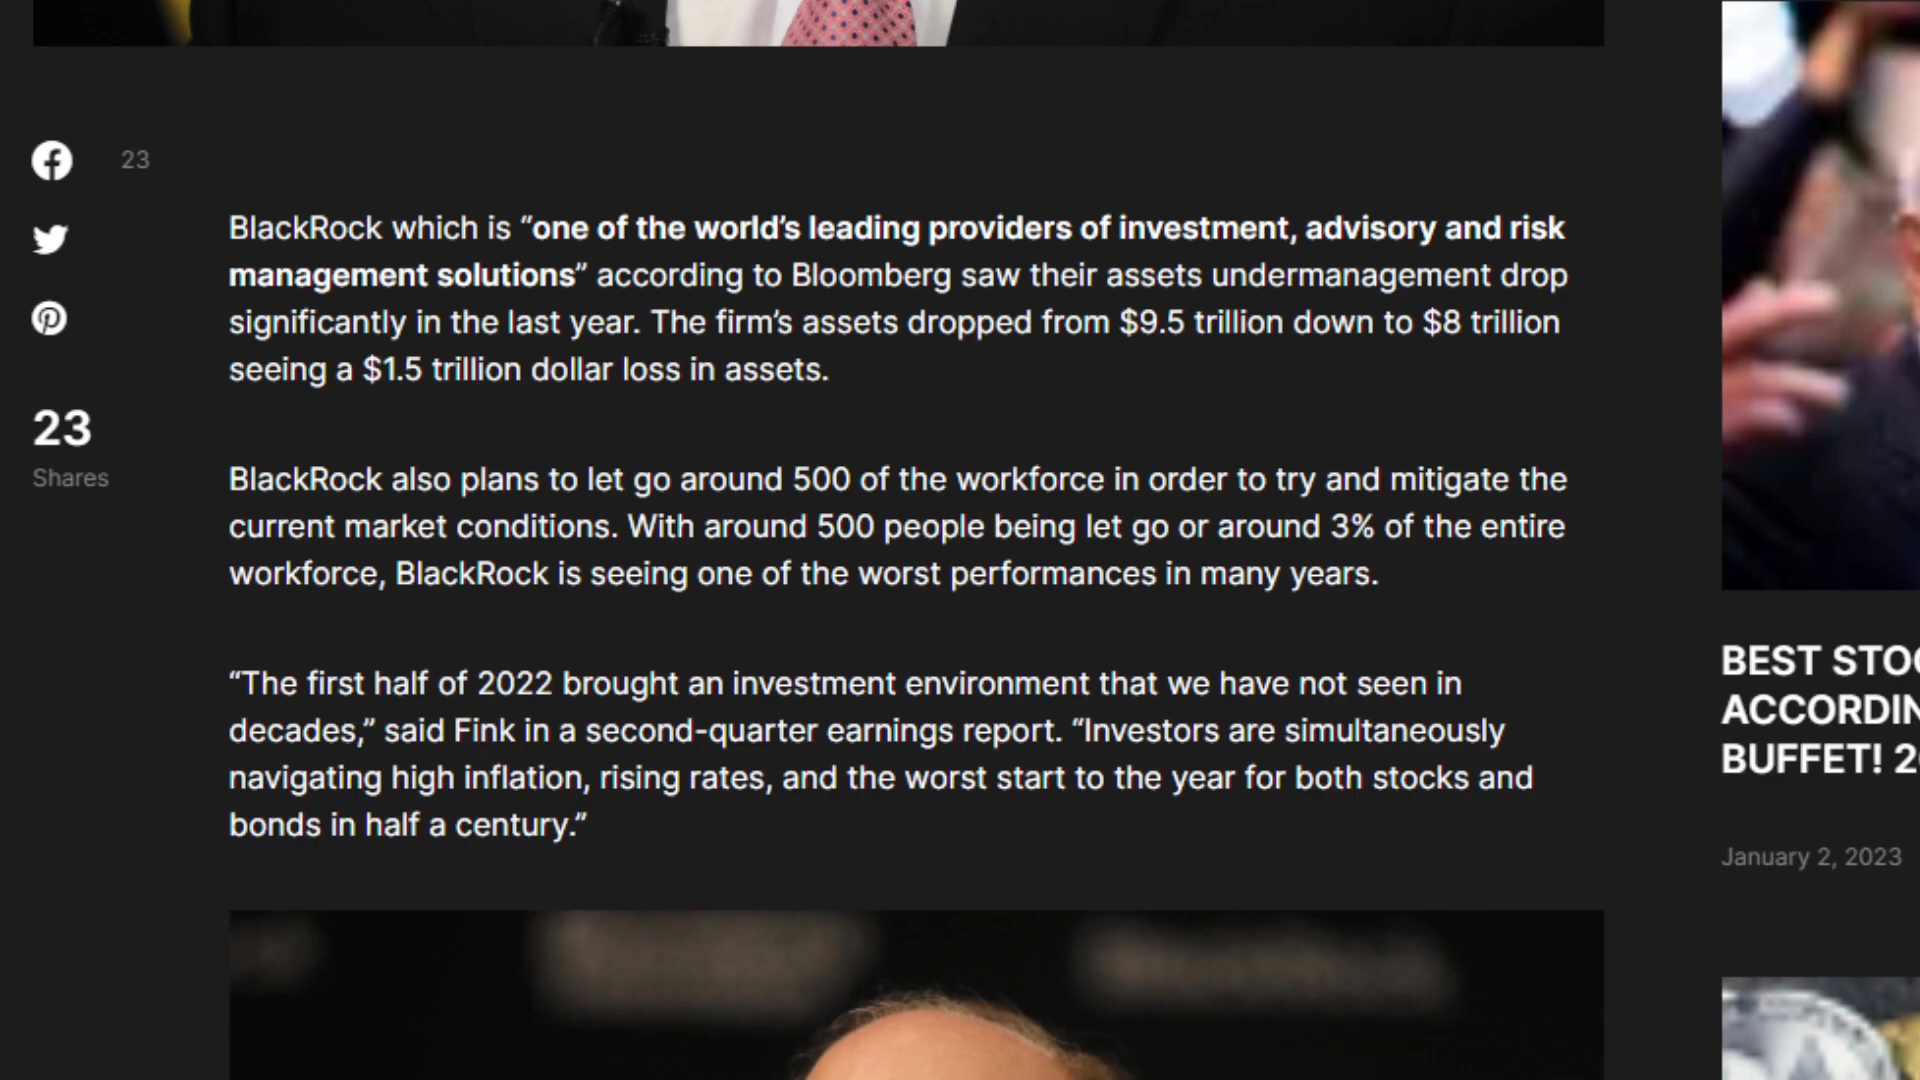 23
23
Shares
BlackRock which is “one of the world’s leading providers of investment, advisory and risk
management solutions” according to Bloomberg saw their assets undermanagement drop
significantly in the last year. The firm’s assets dropped from $9.5 trillion down to $8 trillion
seeing a $1.5 trillion dollar loss in assets.
BlackRock also plans to let go around 500 of the workforce in order to try and mitigate the
current market conditions. With around 500 people being let go or around 3% of the entire
workforce, BlackRock is seeing one of the worst performances in many years.
“The first half of 2022 brought an investment environment that we have not seen in
decades,” said Fink in a second-quarter earnings report. “Investors are simultaneously
navigating high inflation, rising rates, and the worst start to the year for both stocks and
bonds in half a century.”
BEST
BUFFET!
January 2, 2023